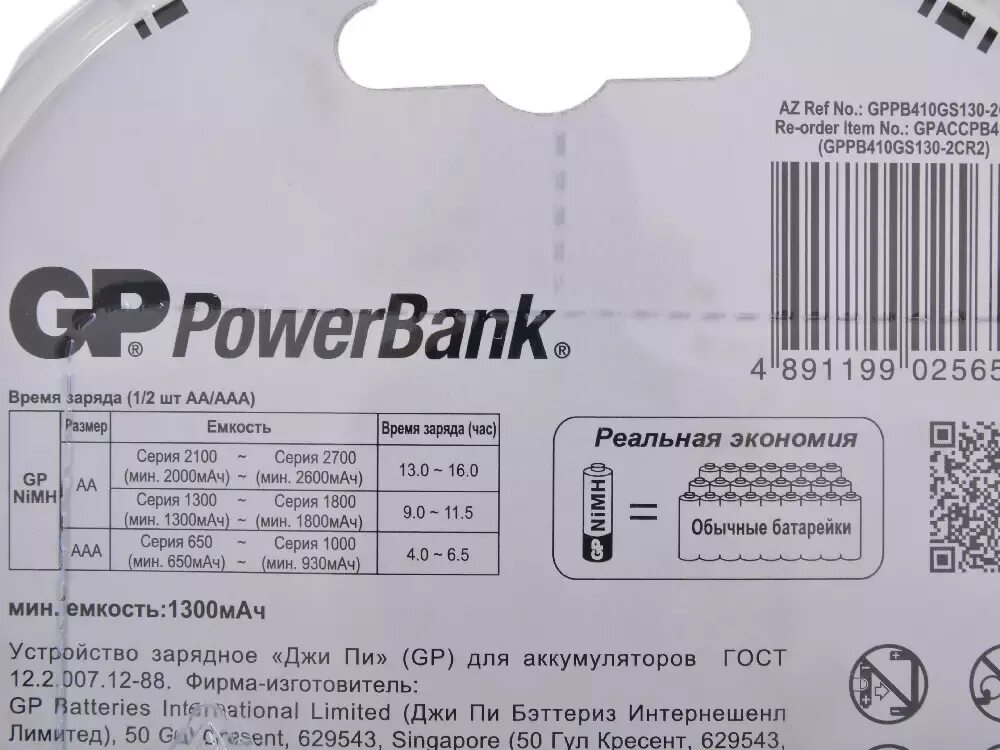 AZ Ref No.: GPPB410GS130-2
Re-order Item No.: GPACCPB4
(GPPB410GS130-2CR2)
4 891199 02565
GP® PowerBank®
Время заряда (1/2 шт AA/AAA)
Размер Емкость Время заряда (час)
GP NiMH
AA
Серия 2100 ~ Серия 2700
(мин. 2000мАч) ~ (мин. 2600мАч)
13.0 ~ 16.0
Серия 1300 ~ Серия 1800
(мин. 1300мАч) ~ (мин. 1800мАч)
9.0 ~ 11.5
AAA
Серия 650 ~ Серия 1000
(мин. 650мАч) ~ (мин. 930мАч)
4.0 ~ 6.5
Реальная экономия
GP NiMH
=
Обычные батарейки
мин. емкость:1300мАч
Устройство зарядное «Джи Пи» (GP) для аккумуляторов ГОСТ
12.2.007.12-88. Фирма-изготовитель:
GP Batteries International Limited (Джи Пи Бэттериз Интернешенл
Лимитед), 50 Gul Crescent, 629543, Singapore (50 Гул Кресент, 629543,